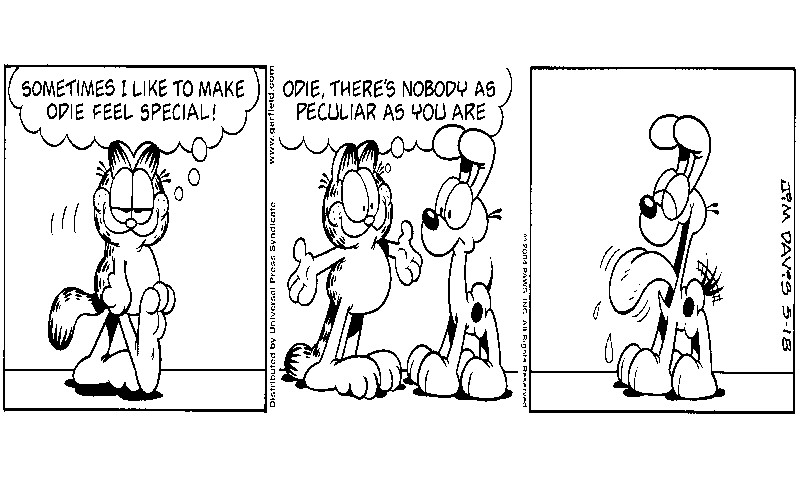 SOMETIMES I LIKE TO MAKE
ODIE FEEL SPECIAL!
www.garfield.com
Distributed by Universal Press Syndicate
ODIE, THERE'S NOBODY AS
PECULIAR AS YOU ARE
© 2004 PAWS, INC. All Rights Reserved
JIM DAVIS 5-18